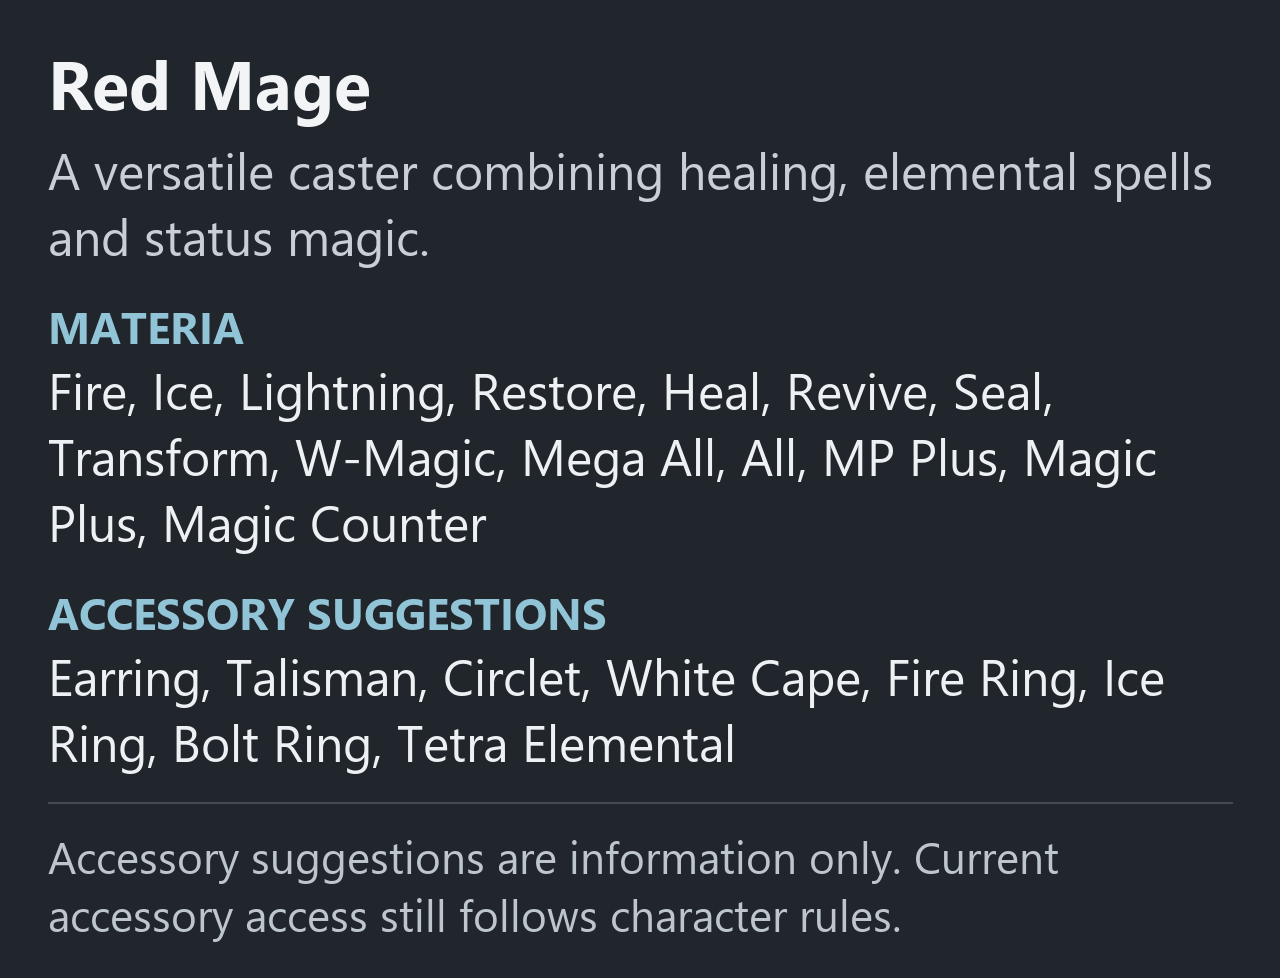 Red Mage
A versatile caster combining healing, elemental spells
and status magic.
MATERIA
Fire, Ice, Lightning, Restore, Heal, Revive, Seal,
Transform, W-Magic, Mega All, All, MP Plus, Magic
Plus, Magic Counter
ACCESSORY SUGGESTIONS
Earring, Talisman, Circlet, White Cape, Fire Ring, Ice
Ring, Bolt Ring, Tetra Elemental
Accessory suggestions are information only. Current
accessory access still follows character rules.